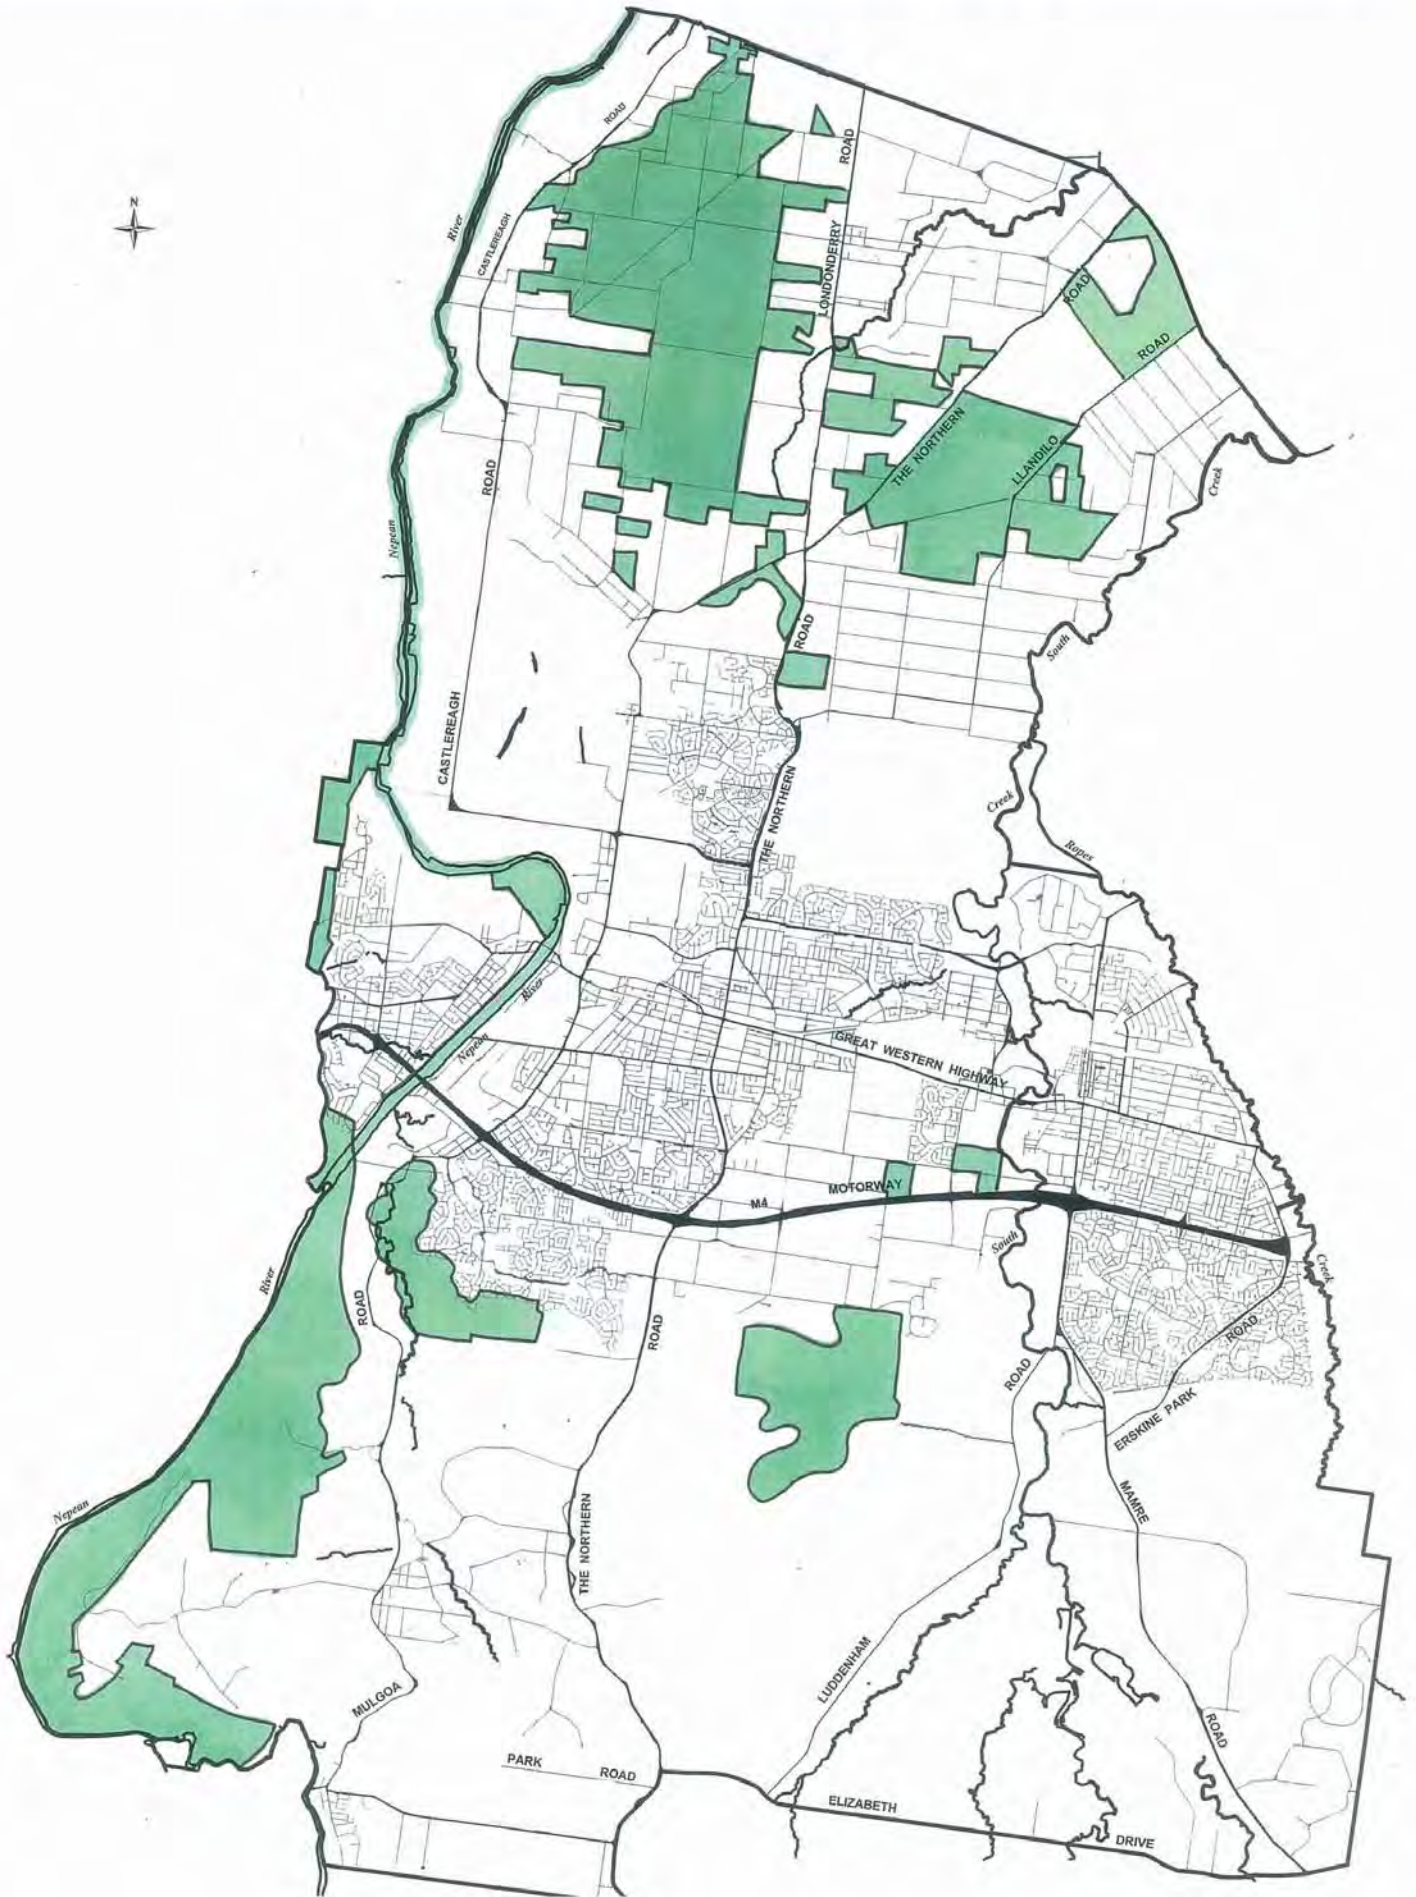 N
ROAD
ROAD
River
CASTLEREAGH
LONDONDERRY
ROAD
ROAD
THE NORTHERN
LLANDILO
ROAD
Creek
Nepean
South
ROAD
CASTLEREAGH
THE NORTHERN
Creek
Ropes
River
Nepean
GREAT WESTERN HIGHWAY
M4
MOTORWAY
South
Creek
River
ROAD
ROAD
ROAD
ROAD
ERSKINE PARK
Nepean
THE NORTHERN
MAMRE
LUDDENHAM
MULGOA
ROAD
PARK
ROAD
ELIZABETH
DRIVE